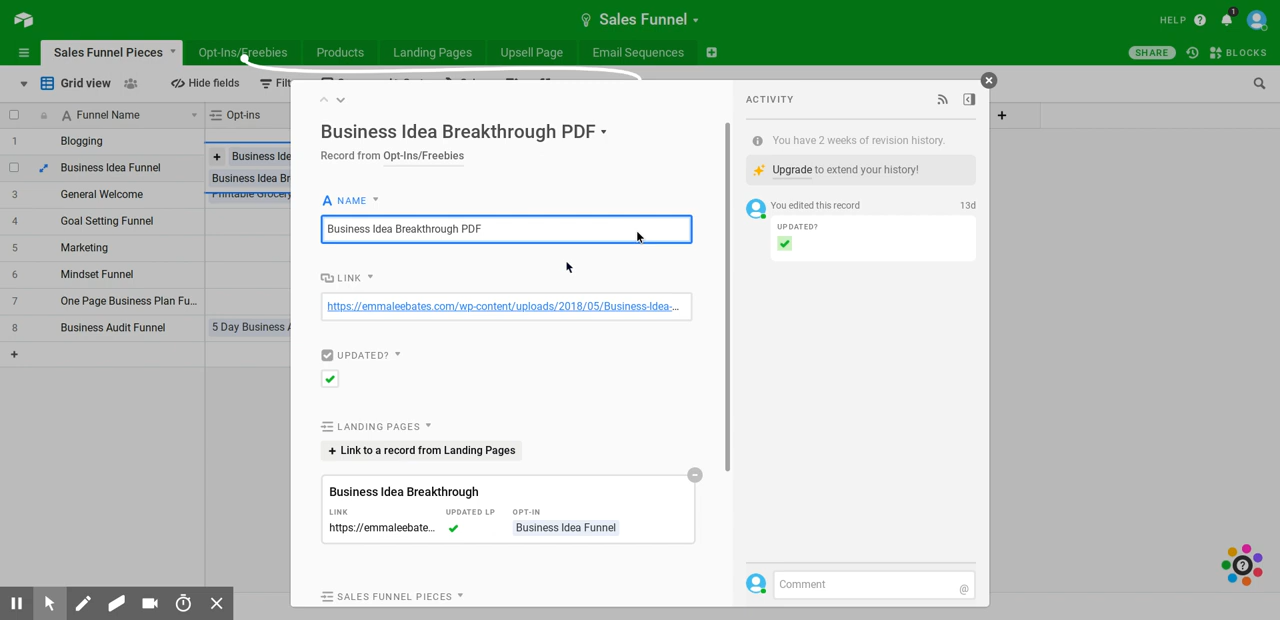 Sales Funnel
HELP
1
Sales Funnel Pieces
Opt-Ins/Freebies
Products
Landing Pages
Upsell Page
Email Sequences
SHARE
BLOCKS
Grid view
Hide fields
Funnel Name
Opt-ins
1 Blogging
Business Idea
Business Idea Funnel
Business Idea Br
3 General Welcome
Printable Grocery
4 Goal Setting Funnel
5 Marketing
6 Mindset Funnel
7 One Page Business Plan Fu...
8 Business Audit Funnel
5 Day Business A
Business Idea Breakthrough PDF
Record from Opt-Ins/Freebies
NAME
Business Idea Breakthrough PDF
LINK
https://emmaleebates.com/wp-content/uploads/2018/05/Business-Idea-...
UPDATED?
LANDING PAGES
+ Link to a record from Landing Pages
Business Idea Breakthrough
LINK UPDATED LP OPT-IN
https://emmaleebate... Business Idea Funnel
SALES FUNNEL PIECES
ACTIVITY
You have 2 weeks of revision history.
Upgrade to extend your history!
You edited this record 13d
UPDATED?
Comment
@